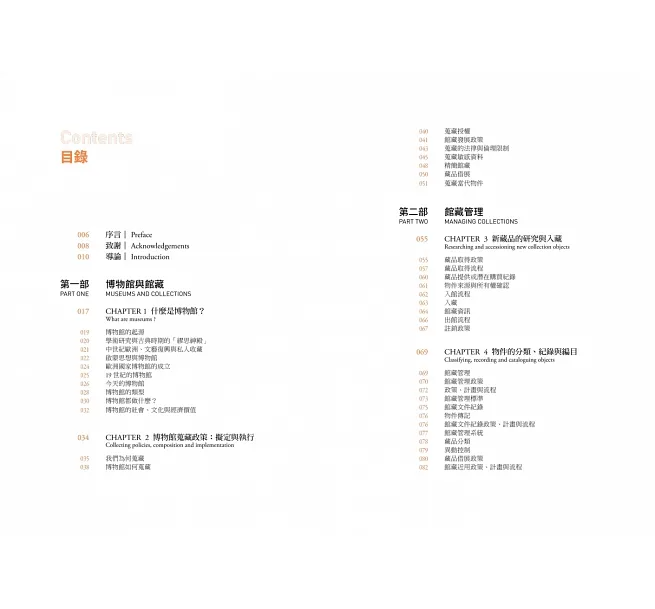 Contents
目錄
006 序言｜ Preface
008 致謝｜ Acknowledgements
010 導論｜ Introduction
第一部 博物館與館藏
PART ONE MUSEUMS AND COLLECTIONS
017 CHAPTER 1 什麼是博物館？
What are museums ?
019 博物館的起源
020 學術研究與古典時期的「繆思神殿」
021 中世紀歐洲、文藝復興與私人收藏
022 啟蒙思想與博物館
024 歐洲國家博物館的成立
025 19 世紀的博物館
026 今天的博物館
028 博物館的類型
030 博物館都做什麼？
032 博物館的社會、文化與經濟價值
034 CHAPTER 2 博物館蒐藏政策：擬定與執行
Collecting policies, composition and implementation
035 我們為何蒐藏
038 博物館如何蒐藏
040 蒐藏授權
041 館藏發展政策
043 蒐藏的法律與倫理限制
045 蒐藏敏感資料
048 精簡館藏
050 藏品借展
051 蒐藏當代物件
第二部 館藏管理
PART TWO MANAGING COLLECTIONS
055 CHAPTER 3 新藏品的研究與入藏
Researching and accessioning new collection objects
055 藏品取得政策
057 藏品取得流程
060 藏品提供或潛在購買紀錄
061 物件來源與所有權確認
062 入館流程
063 入藏
064 館藏資訊
066 出館流程
067 註銷政策
069 CHAPTER 4 物件的分類、紀錄與編目
Classifying, recording and cataloguing objects
069 館藏管理
070 館藏管理政策
072 政策、計畫與流程
073 館藏管理標準
075 館藏文件紀錄
076 物件傳記
076 館藏文件紀錄政策、計畫與流程
077 館藏管理系統
078 藏品分類
079 異動控制
080 藏品借展政策
082 館藏近用政策、計畫與流程